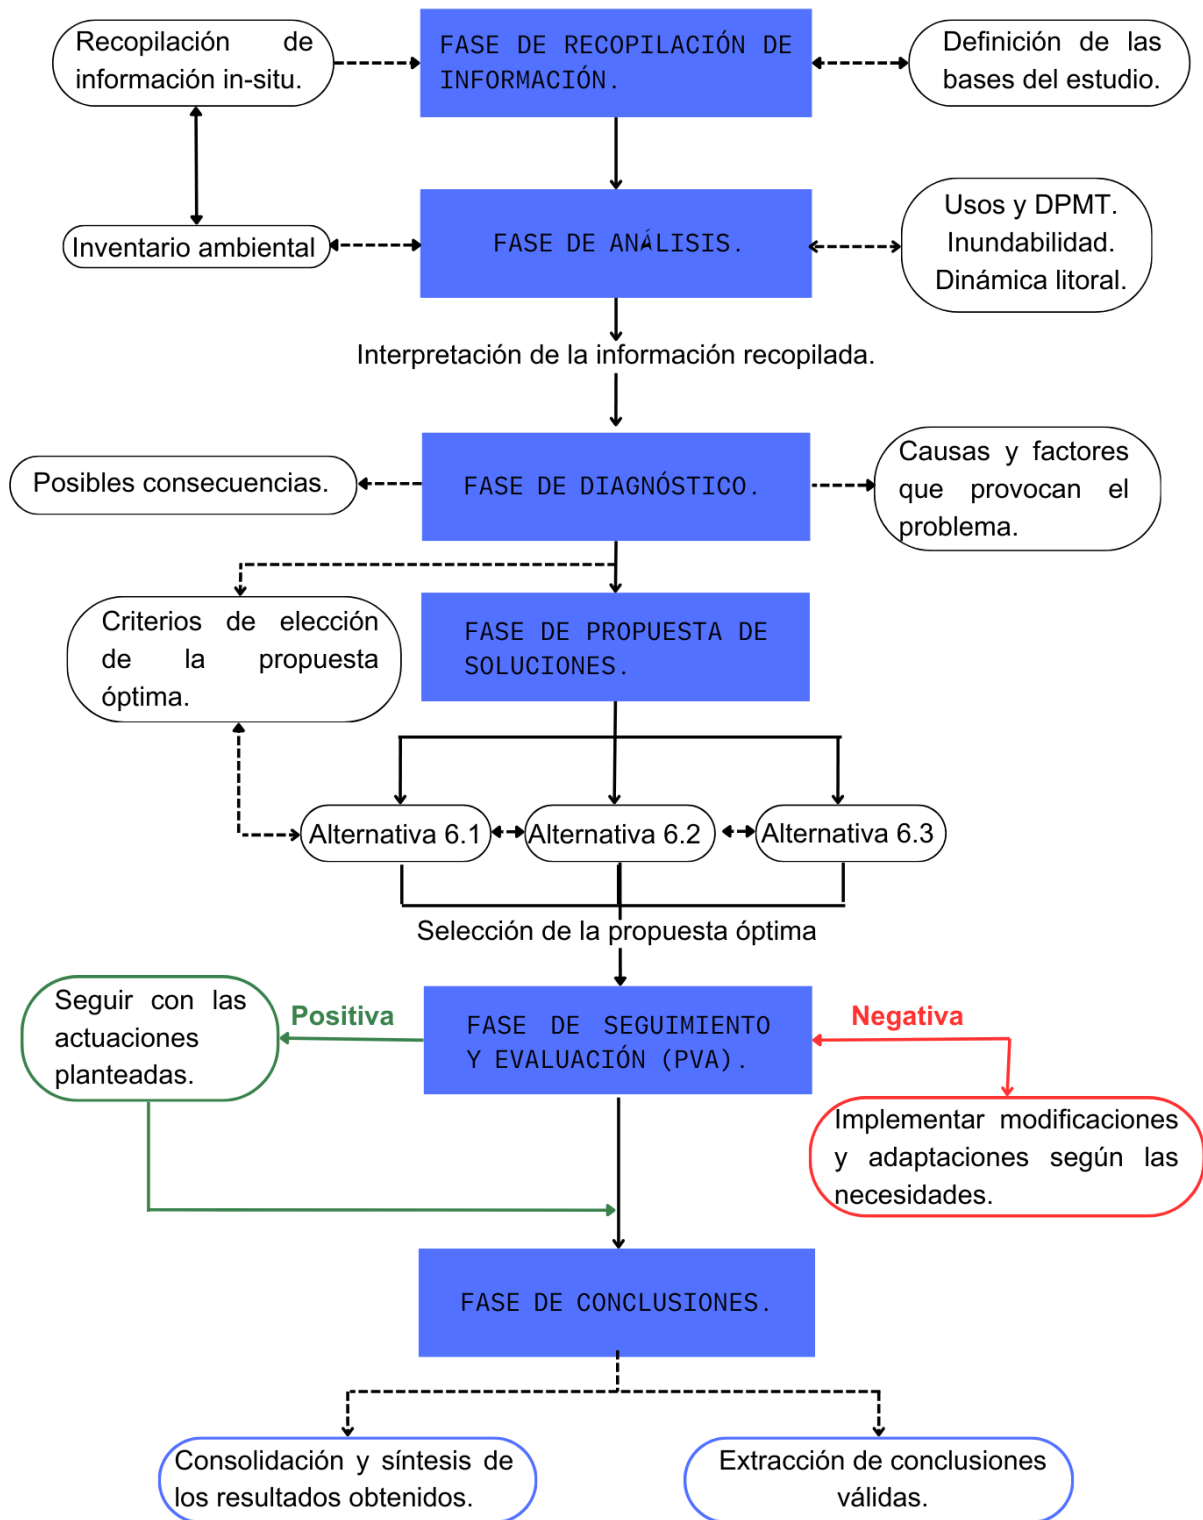 Recopilación de
información in-situ.
FASE DE RECOPILACIÓN DE
INFORMACIÓN.
Definición de las
bases del estudio.
Inventario ambiental
FASE DE ANÁLISIS.
Usos y DPMT.
Inundabilidad.
Dinámica litoral.
Interpretación de la información recopilada.
Posibles consecuencias.
FASE DE DIAGNÓSTICO.
Causas y factores
que provocan el
problema.
Criterios de elección
de la propuesta
óptima.
FASE DE PROPUESTA DE
SOLUCIONES.
Alternativa 6.1
Alternativa 6.2
Alternativa 6.3
Selección de la propuesta óptima
Seguir con las
actuaciones
planteadas.
Positiva
FASE DE SEGUIMIENTO
Y EVALUACIÓN (PVA).
Negativa
Implementar modificaciones
y adaptaciones según las
necesidades.
FASE DE CONCLUSIONES.
Consolidación y síntesis de
los resultados obtenidos.
Extracción de conclusiones
válidas.